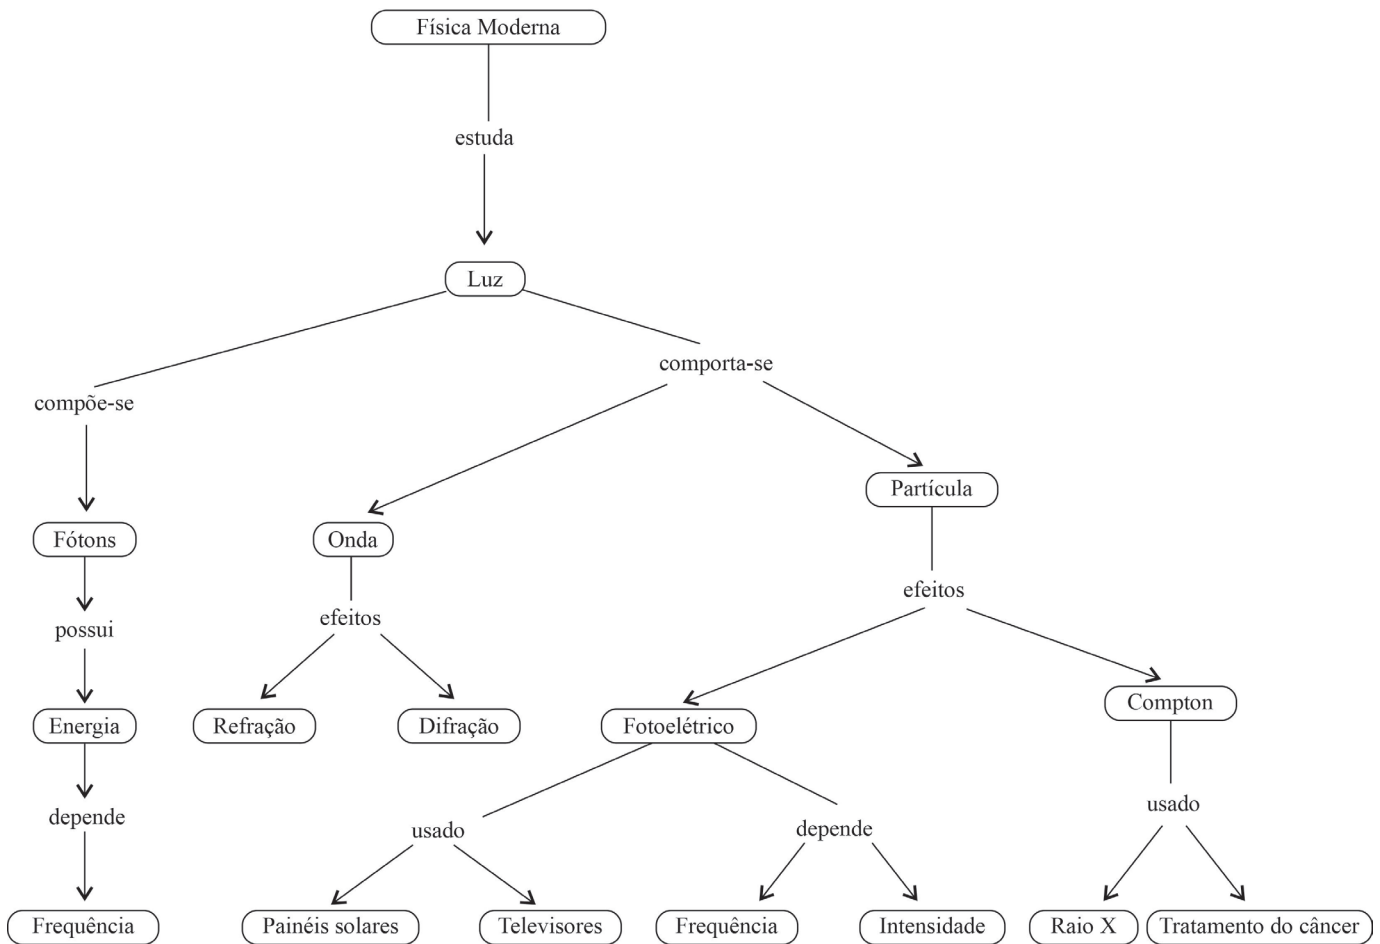 Física Moderna
estuda
Luz
comporta-se
compõe-se
Partícula
Fótons
Onda
efeitos
efeitos
possui
Compton
Energia
Refração
Difração
Fotoelétrico
usado
depende
usado
depende
Frequência
Painéis solares
Televisores
Frequência
Intensidade
Raio X
Tratamento do câncer